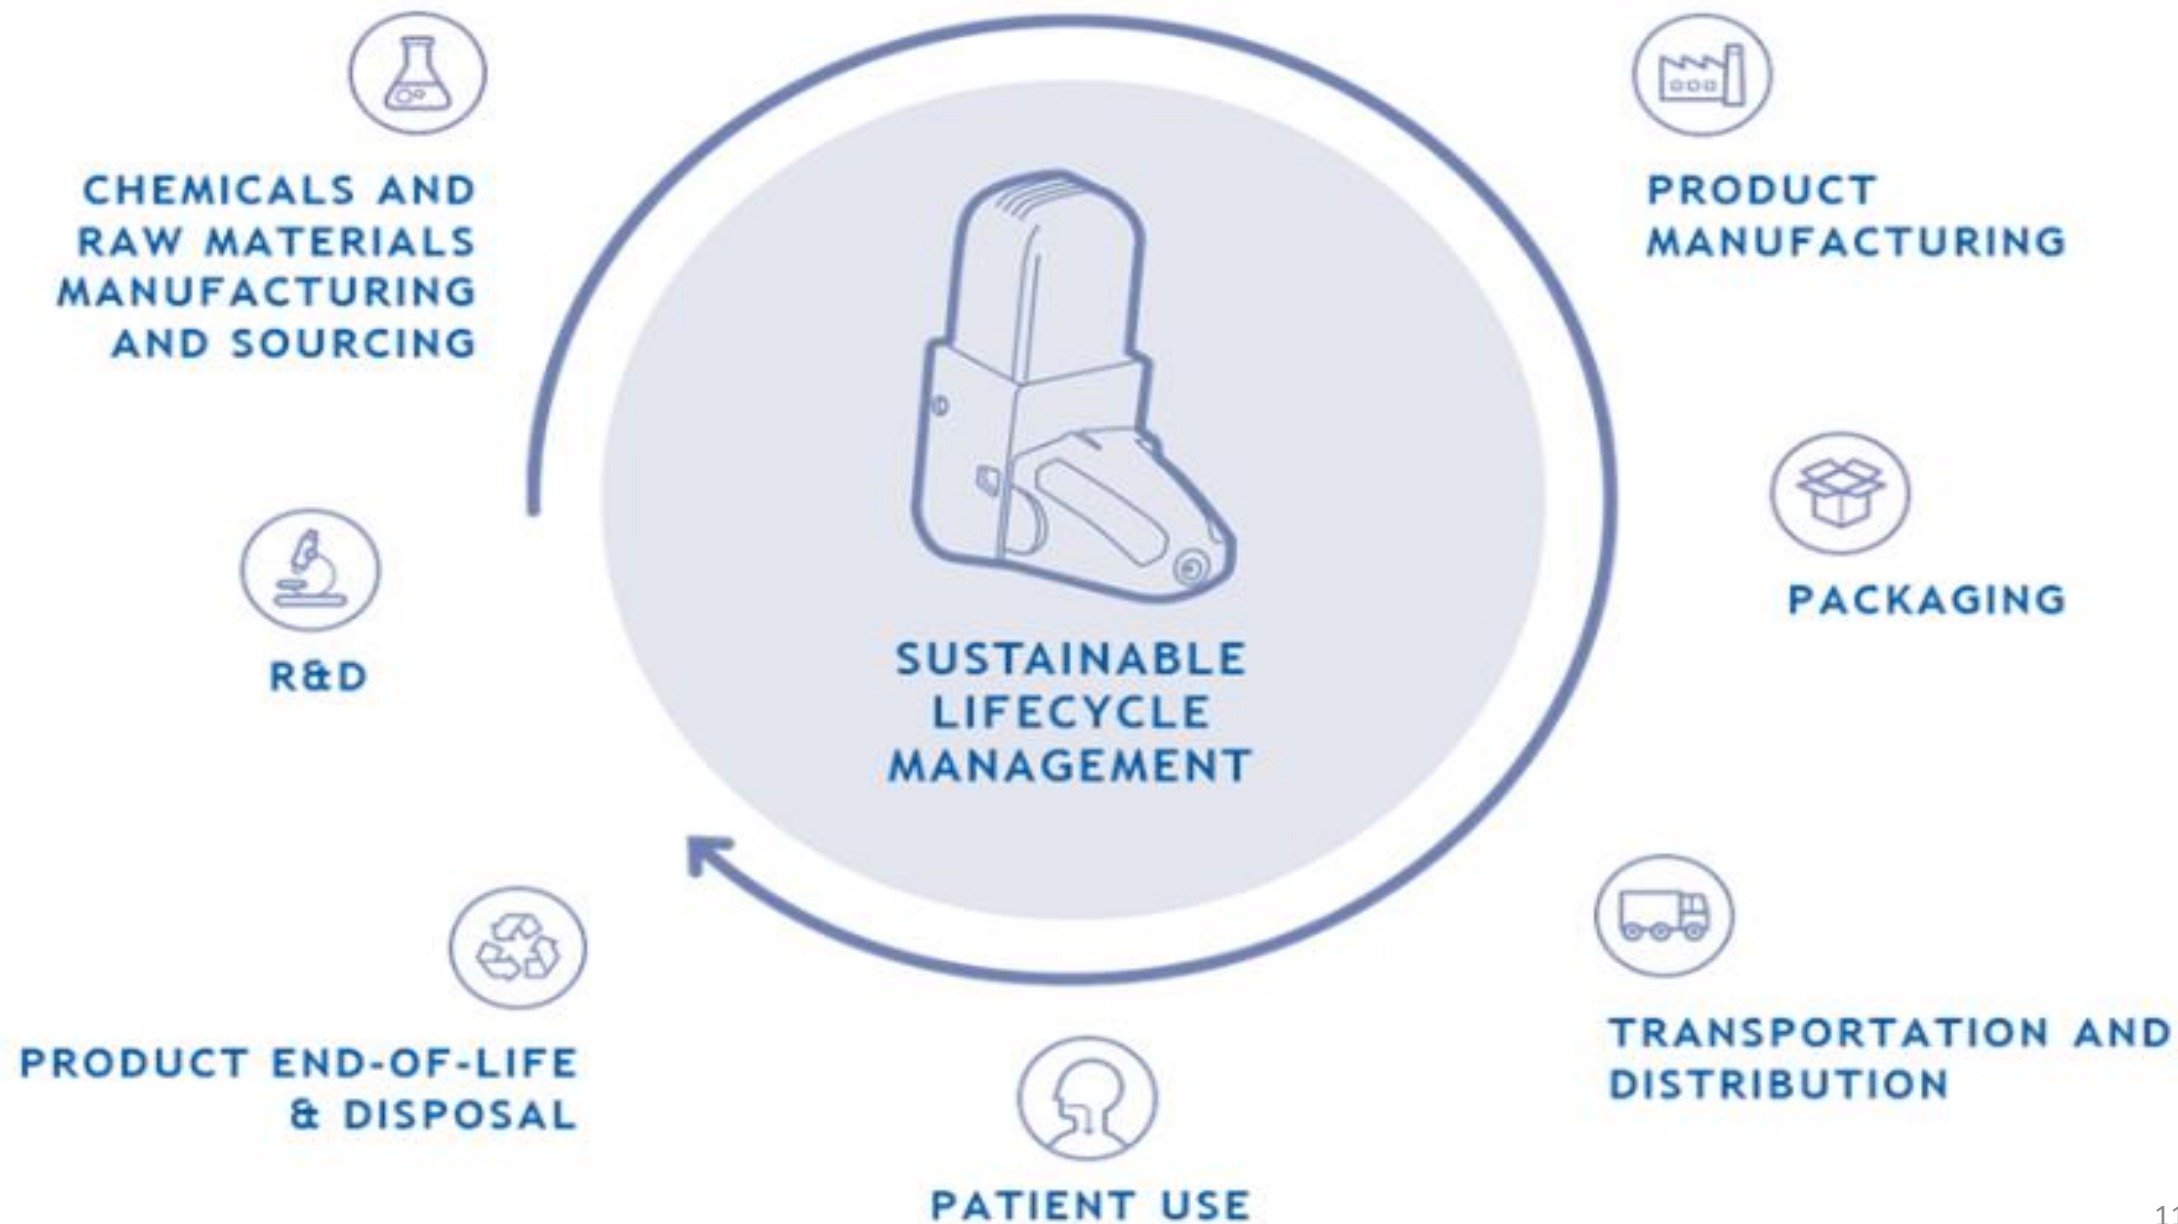 CHEMICALS AND
RAW MATERIALS
MANUFACTURING
AND SOURCING
PRODUCT
MANUFACTURING
PACKAGING
R&D
SUSTAINABLE
LIFECYCLE
MANAGEMENT
TRANSPORTATION AND
DISTRIBUTION
PRODUCT END-OF-LIFE
& DISPOSAL
PATIENT USE